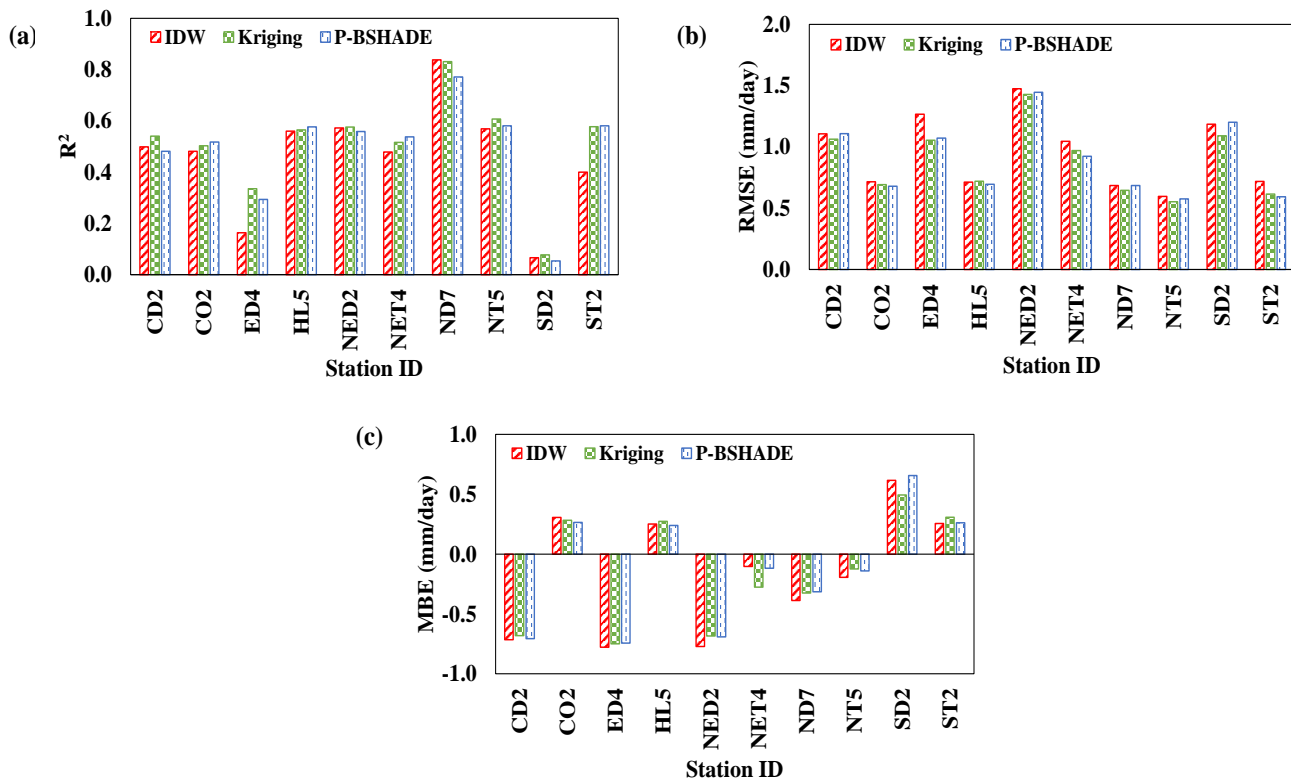 (a)
1.0
IDW Kriging P-BSHADE
0.8
0.6
0.4
0.2
0.0
R2
CD2 CO2 ED4 HL5 NED2 NET4 ND7 NT5 SD2 ST2
Station ID
(b)
2.0
IDW Kriging P-BSHADE
1.5
1.0
0.5
0.0
RMSE (mm/day)
CD2 CO2 ED4 HL5 NED2 NET4 ND7 NT5 SD2 ST2
Station ID
(c)
1.0
IDW Kriging P-BSHADE
0.5
0.0
-0.5
-1.0
MBE (mm/day)
CD2 CO2 ED4 HL5 NED2 NET4 ND7 NT5 SD2 ST2
Station ID